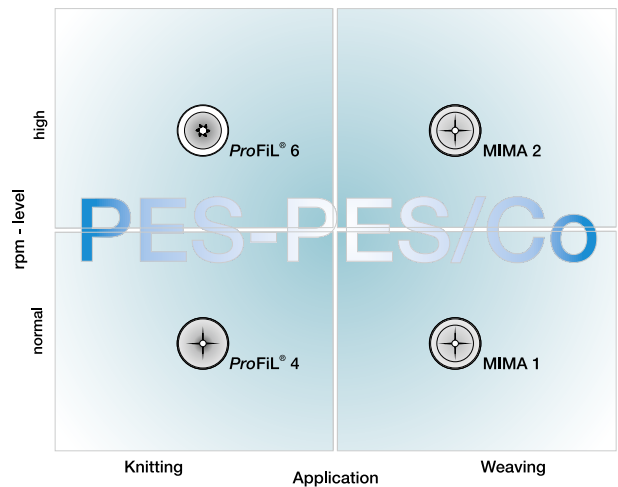 high
ProFiL® 6
MIMA 2
rpm - level
PES-PES/Co
normal
ProFiL® 4
MIMA 1
Knitting
Application
Weaving